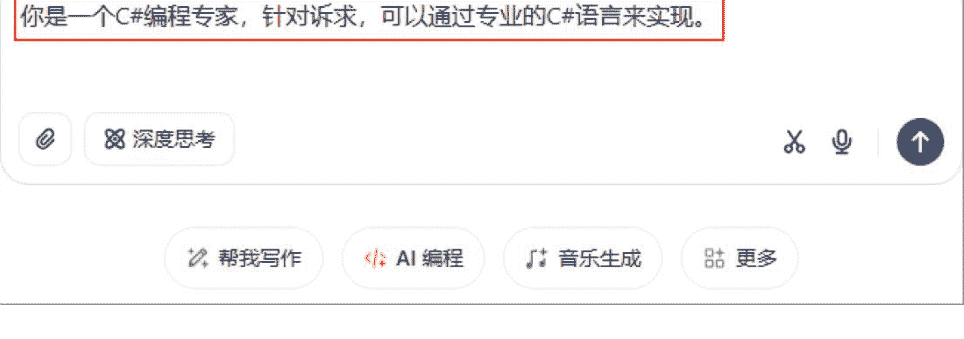 你是一个C#编程专家，针对诉求，可以通过专业的C#语言来实现。
深度思考
帮我写作
AI 编程
音乐生成
更多